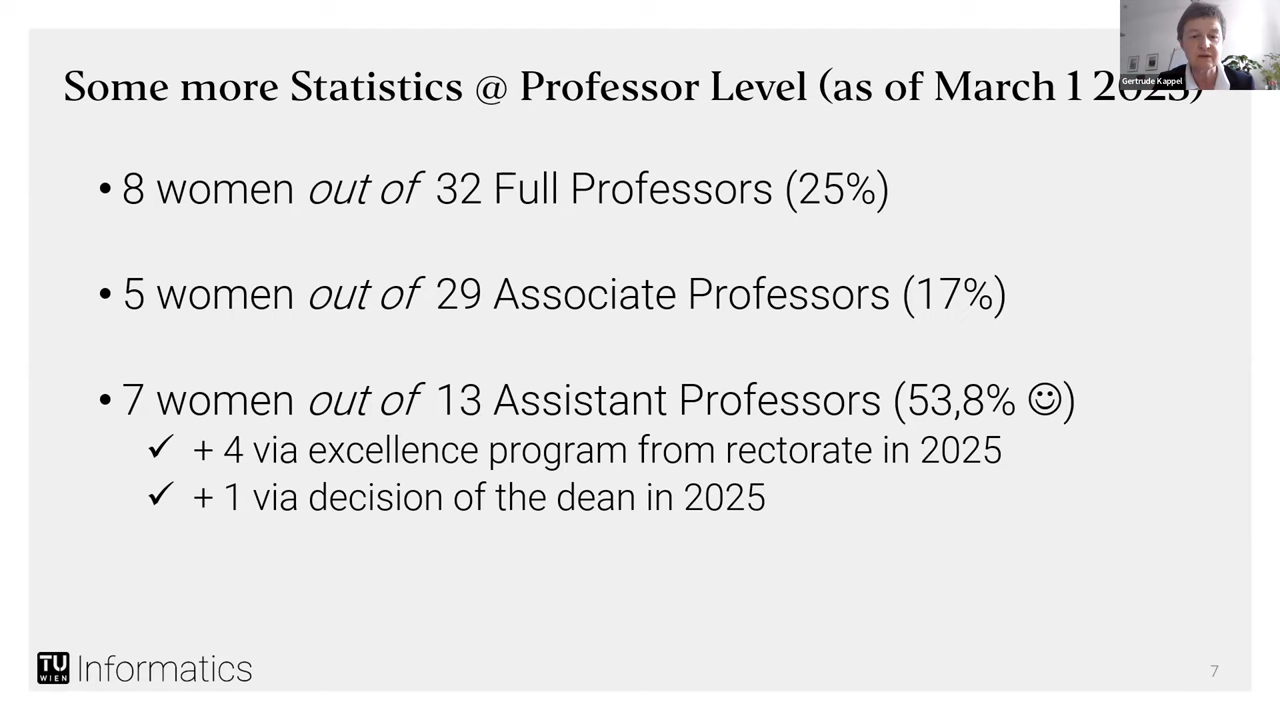 Some more Statistics @ Professor Level (as of March 1 2025)
Gertrude Kappel
• 8 women out of 32 Full Professors (25%)
• 5 women out of 29 Associate Professors (17%)
• 7 women out of 13 Assistant Professors (53,8% ☺)
✓ + 4 via excellence program from rectorate in 2025
✓ + 1 via decision of the dean in 2025
TU
WIEN
Informatics
7